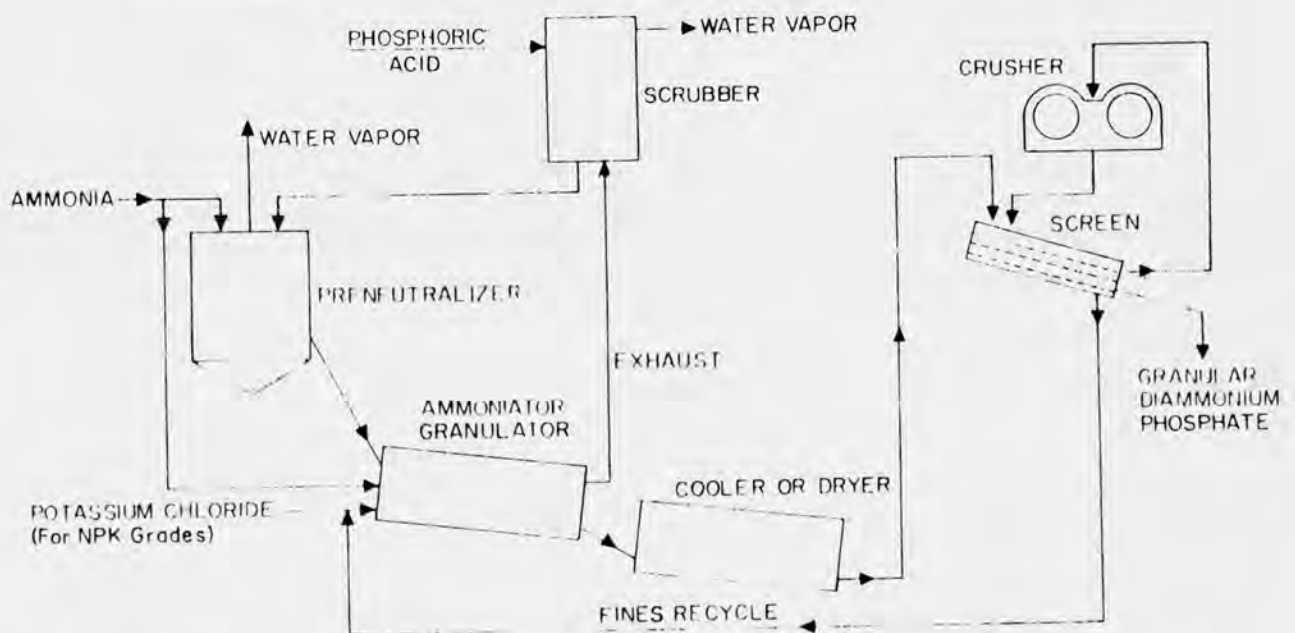 PHOSPHORIC
ACID
WATER VAPOR
SCRUBBER
CRUSHER
WATER VAPOR
AMMONIA
SCREEN
PRENEUTRALIZER
EXHAUST
GRANULAR
DIAMMONIUM
PHOSPHATE
AMMONIATOR
GRANULATOR
COOLER OR DRYER
POTASSIUM CHLORIDE
(For NPK Grades)
FINES RECYCLE